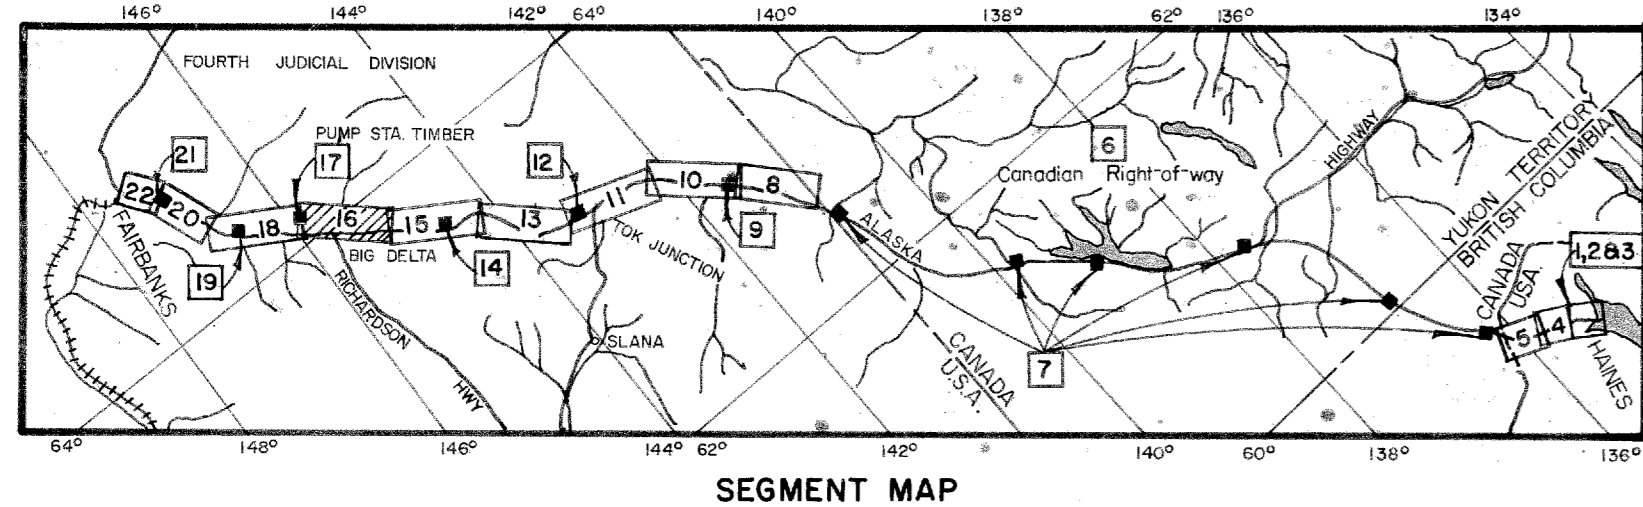 146° 144° 142° 64° 140° 138° 62° 136° 134°
FOURTH JUDICIAL DIVISION
PUMP STA. TIMBER
21
17
12
6
Canadian Right-of-way
HIGHWAY
YUKON TERRITORY
BRITISH COLUMBIA
22
20
18
16
15
13
11
10
8
19
14
9
FAIRBANKS
BIG DELTA
RICHARDSON
HWY
TOK JUNCTION
SLANA
ALASKA
CANADA
U.S.A.
7
CANADA
USA.
1,2&3
5
4
2
HAINES
64° 148° 146° 144° 62° 142° 140° 60° 138° 136°
SEGMENT MAP